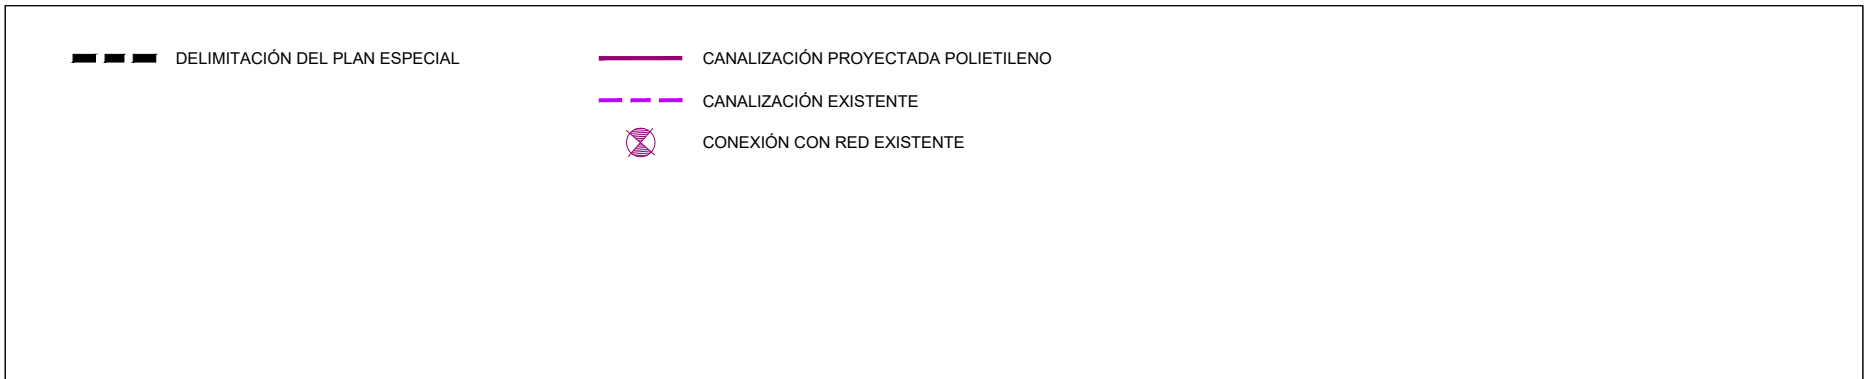 DELIMITACIÓN DEL PLAN ESPECIAL
CANALIZACIÓN PROYECTADA POLIETILENO
CANALIZACIÓN EXISTENTE
CONEXIÓN CON RED EXISTENTE